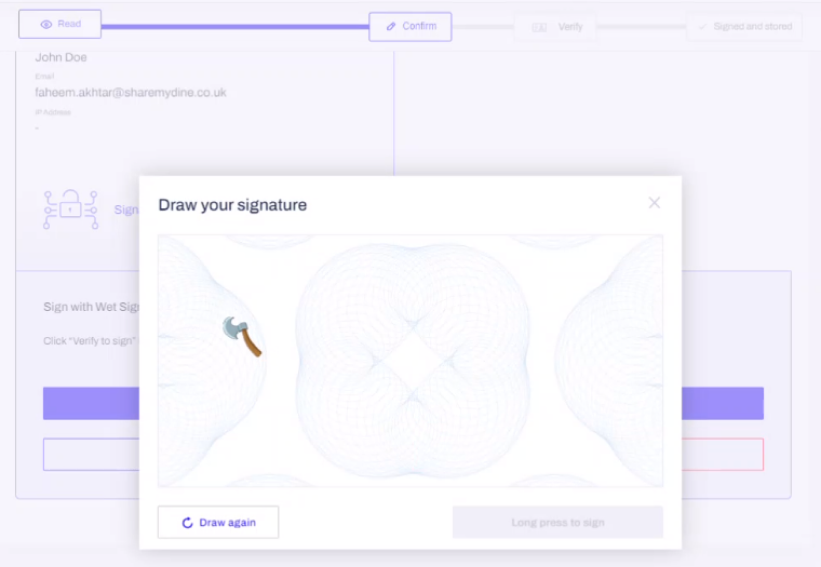 Read
Confirm
Verify
Signed and stored
John Doe
Email
faheem.akhtar@sharemydine.co.uk
IP Address
-
Sign
Draw your signature
Sign with Wet Sig
Click “Verify to sign”
Draw again
Long press to sign